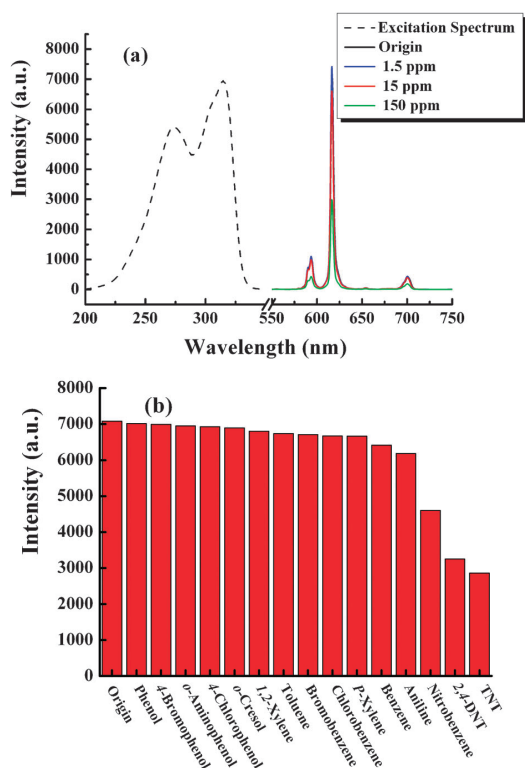 (a)
Excitation Spectrum
Origin
1.5 ppm
15 ppm
150 ppm
Intensity (a.u.)
8000
7000
6000
5000
4000
3000
2000
1000
0
200 250 300 550 600 650 700 750
Wavelength (nm)
(b)
Intensity (a.u.)
8000
7000
6000
5000
4000
3000
2000
1000
0
Origin
Phenol
4-Bromophenol
o-Aminophenol
4-Chlorophenol
o-Cresol
1,2-Xylene
Toluene
Bromobenzene
Chlorobenzene
P-Xylene
Benzene
Aniline
Nitrobenzene
2,4-DNT
TNT